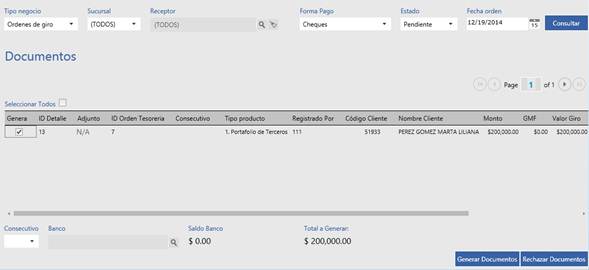 Tipo negocio Sucursal Receptor Forma Pago Estado Fecha orden
Ordenes de giro (TODOS) (TODOS) Cheques Pendiente 12/19/2014 15 Consultar
Documentos
Page 1 of 1
Seleccionar Todos
Genera ID Detalle Adjunto ID Orden Tesoreria Consecutivo Tipo producto Registrado Por Código Cliente Nombre Cliente Monto GMF Valor Giro
13 N/A 7 1. Portafolio de Terceros 111 51933 PEREZ GOMEZ MARTA LILIANA $200,000.00 $0.00 $200,000.00
Consecutivo Banco Saldo Banco Total a Generar:
$ 0.00 $ 200,000.00
Generar Documentos Rechazar Documentos